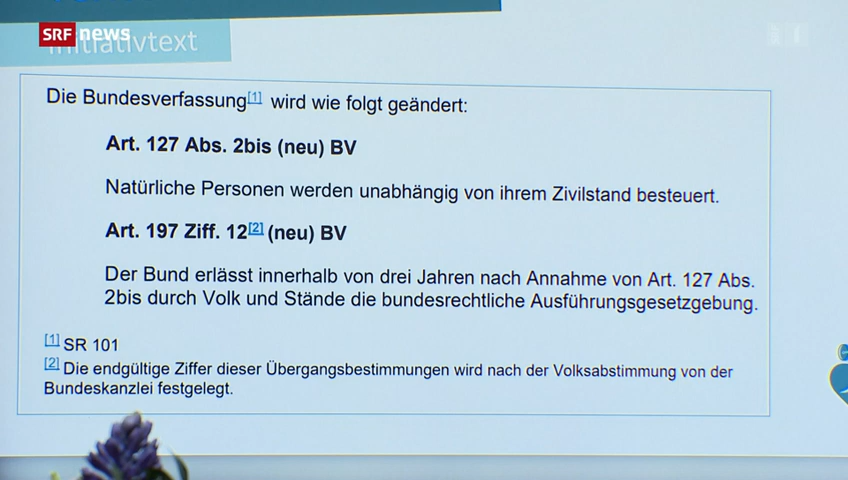 SRF news
Initiativtext
Die Bundesverfassung[1] wird wie folgt geändert:
Art. 127 Abs. 2bis (neu) BV
Natürliche Personen werden unabhängig von ihrem Zivilstand besteuert.
Art. 197 Ziff. 12[2] (neu) BV
Der Bund erlässt innerhalb von drei Jahren nach Annahme von Art. 127 Abs.
2bis durch Volk und Stände die bundesrechtliche Ausführungsgesetzgebung.
[1] SR 101
[2] Die endgültige Ziffer dieser Übergangsbestimmungen wird nach der Volksabstimmung von der
Bundeskanzlei festgelegt.